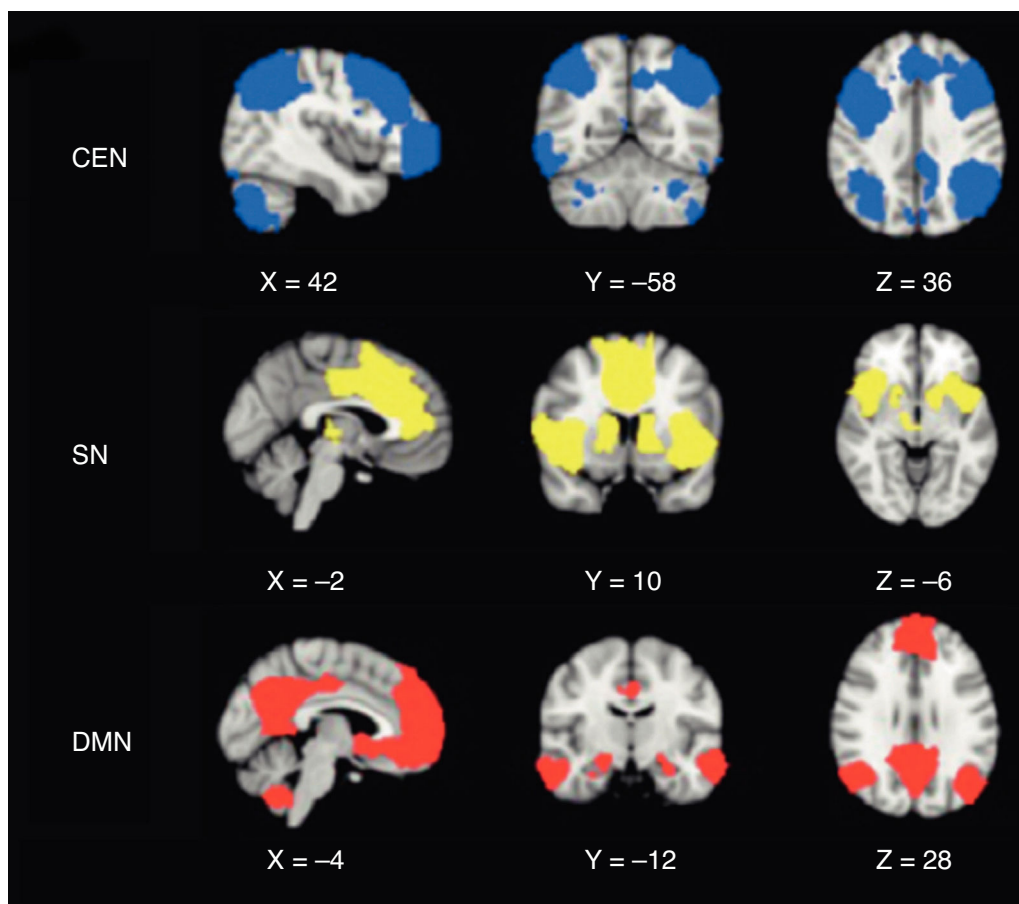 CEN
X = 42 Y = –58 Z = 36
SN
X = –2 Y = 10 Z = –6
DMN
X = –4 Y = –12 Z = 28